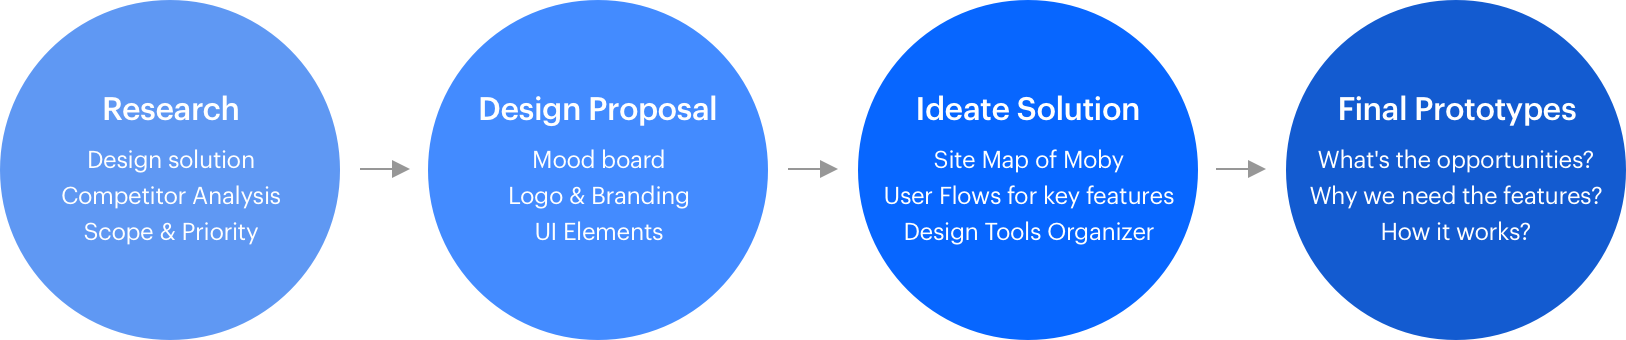 Research
Design solution
Competitor Analysis
Scope & Priority
Design Proposal
Mood board
Logo & Branding
UI Elements
Ideate Solution
Site Map of Moby
User Flows for key features
Design Tools Organizer
Final Prototypes
What's the opportunities?
Why we need the features?
How it works?